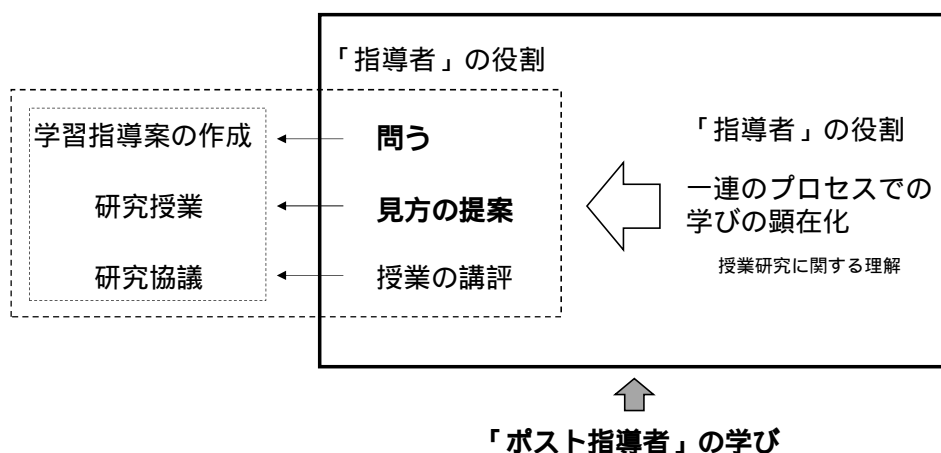 「指導者」の役割
学習指導案の作成
問う
研究授業
見方の提案
研究協議
授業の講評
「指導者」の役割
一連のプロセスでの
学びの顕在化
授業研究に関する理解
「ポスト指導者」の学び